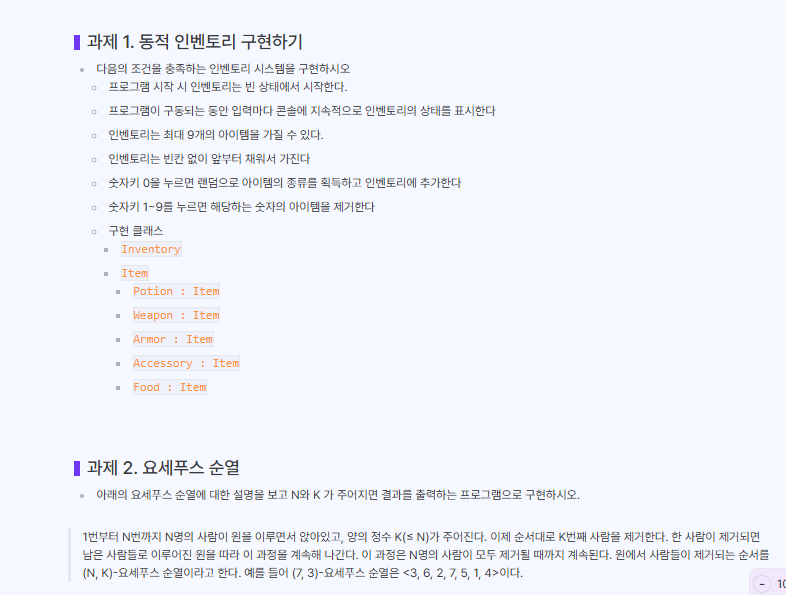 과제 1. 동적 인벤토리 구현하기
다음의 조건을 충족하는 인벤토리 시스템을 구현하시오
프로그램 시작 시 인벤토리는 빈 상태에서 시작한다.
프로그램이 구동되는 동안 입력마다 콘솔에 지속적으로 인벤토리의 상태를 표시한다
인벤토리는 최대 9개의 아이템을 가질 수 있다.
인벤토리는 빈칸 없이 앞부터 채워서 가진다
숫자키 0을 누르면 랜덤으로 아이템의 종류를 획득하고 인벤토리에 추가한다
숫자키 1~9를 누르면 해당하는 숫자의 아이템을 제거한다
구현 클래스
Inventory
Item
Potion : Item
Weapon : Item
Armor : Item
Accessory : Item
Food : Item
과제 2. 요세푸스 순열
아래의 요세푸스 순열에 대한 설명을 보고 N와 K 가 주어지면 결과를 출력하는 프로그램으로 구현하시오.
1번부터 N번까지 N명의 사람이 원을 이루면서 앉아있고, 양의 정수 K(≤ N)가 주어진다. 이제 순서대로 K번째 사람을 제거한다. 한 사람이 제거되면
남은 사람들로 이루어진 원을 따라 이 과정을 계속해 나간다. 이 과정은 N명의 사람이 모두 제거될 때까지 계속된다. 원에서 사람들이 제거되는 순서를
(N, K)-요세푸스 순열이라고 한다. 예를 들어 (7, 3)-요세푸스 순열은 <3, 6, 2, 7, 5, 1, 4>이다.